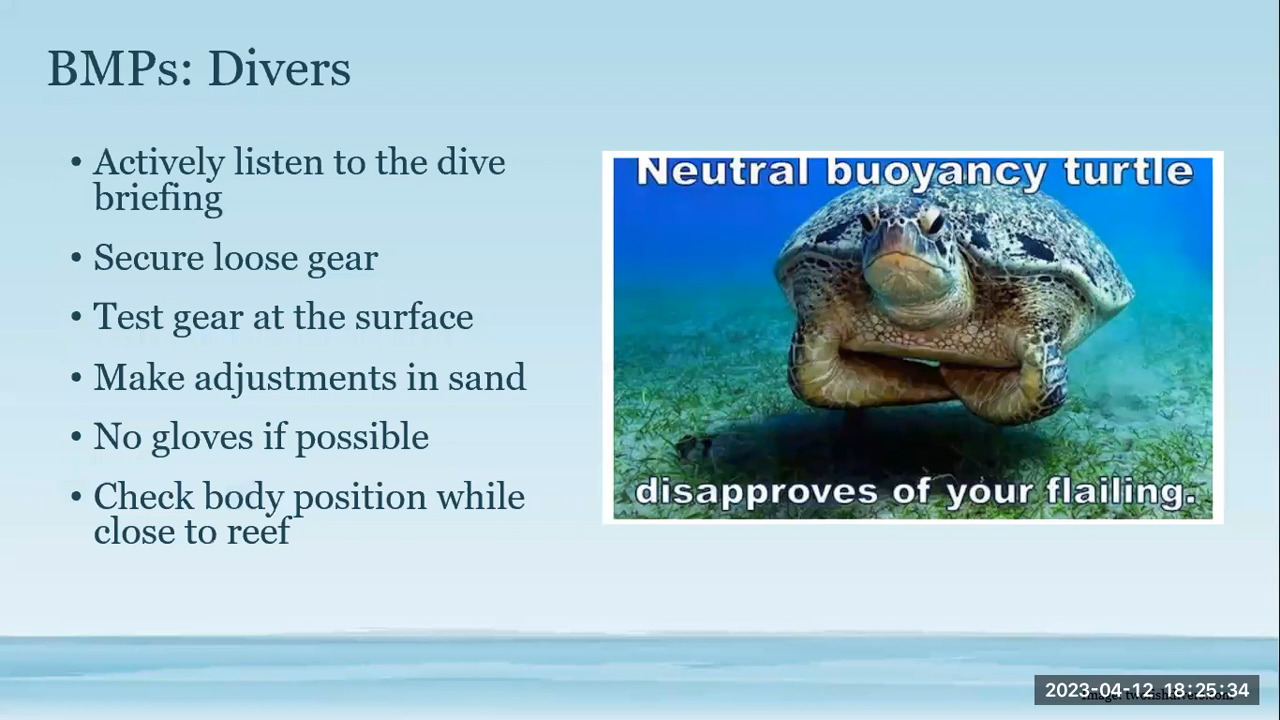 BMPs: Divers
• Actively listen to the dive
briefing
• Secure loose gear
• Test gear at the surface
• Make adjustments in sand
• No gloves if possible
• Check body position while
close to reef
Neutral buoyancy turtle
disapproves of your flailing.
2023-04-12 18:25:34